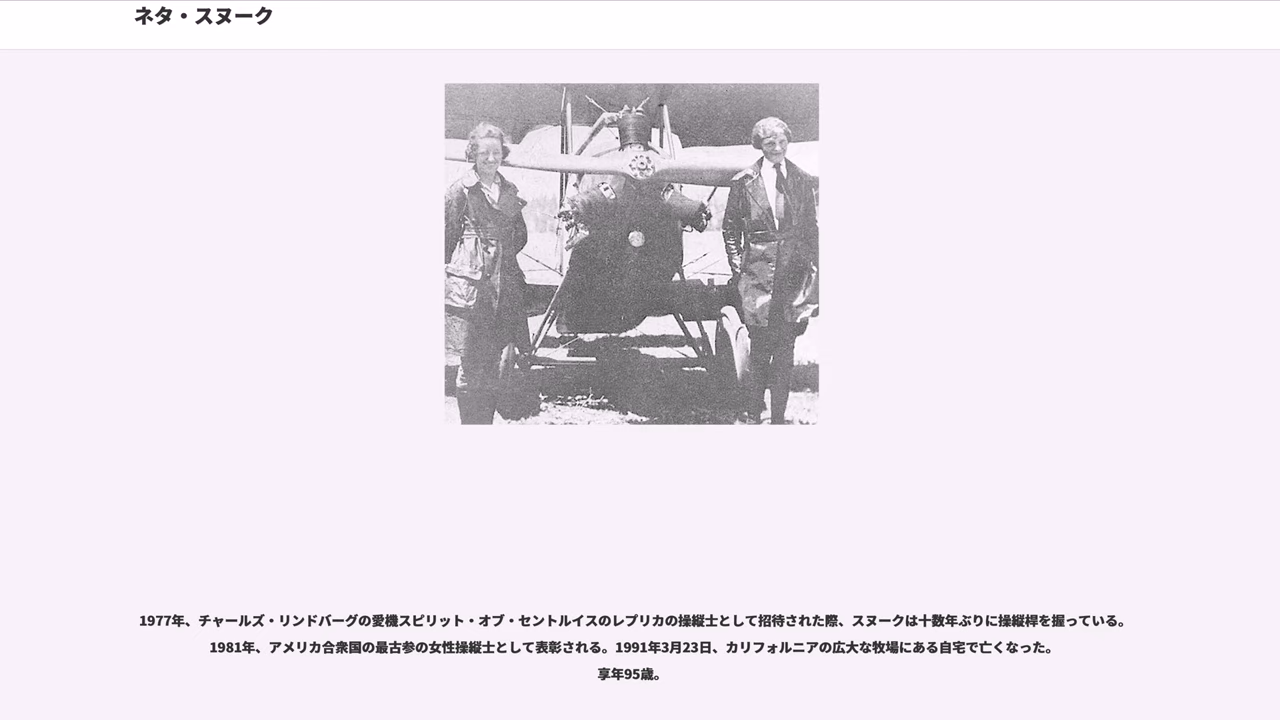 ネタ・スヌーク
1977年、チャールズ・リンドバーグの愛機スピリット・オブ・セントルイスのレプリカの操縦士として招待された際、スヌークは十数年ぶりに操縦桿を握っている。
1981年、アメリカ合衆国の最古参の女性操縦士として表彰される。1991年3月23日、カリフォルニアの広大な牧場にある自宅で亡くなった。
享年95歳。